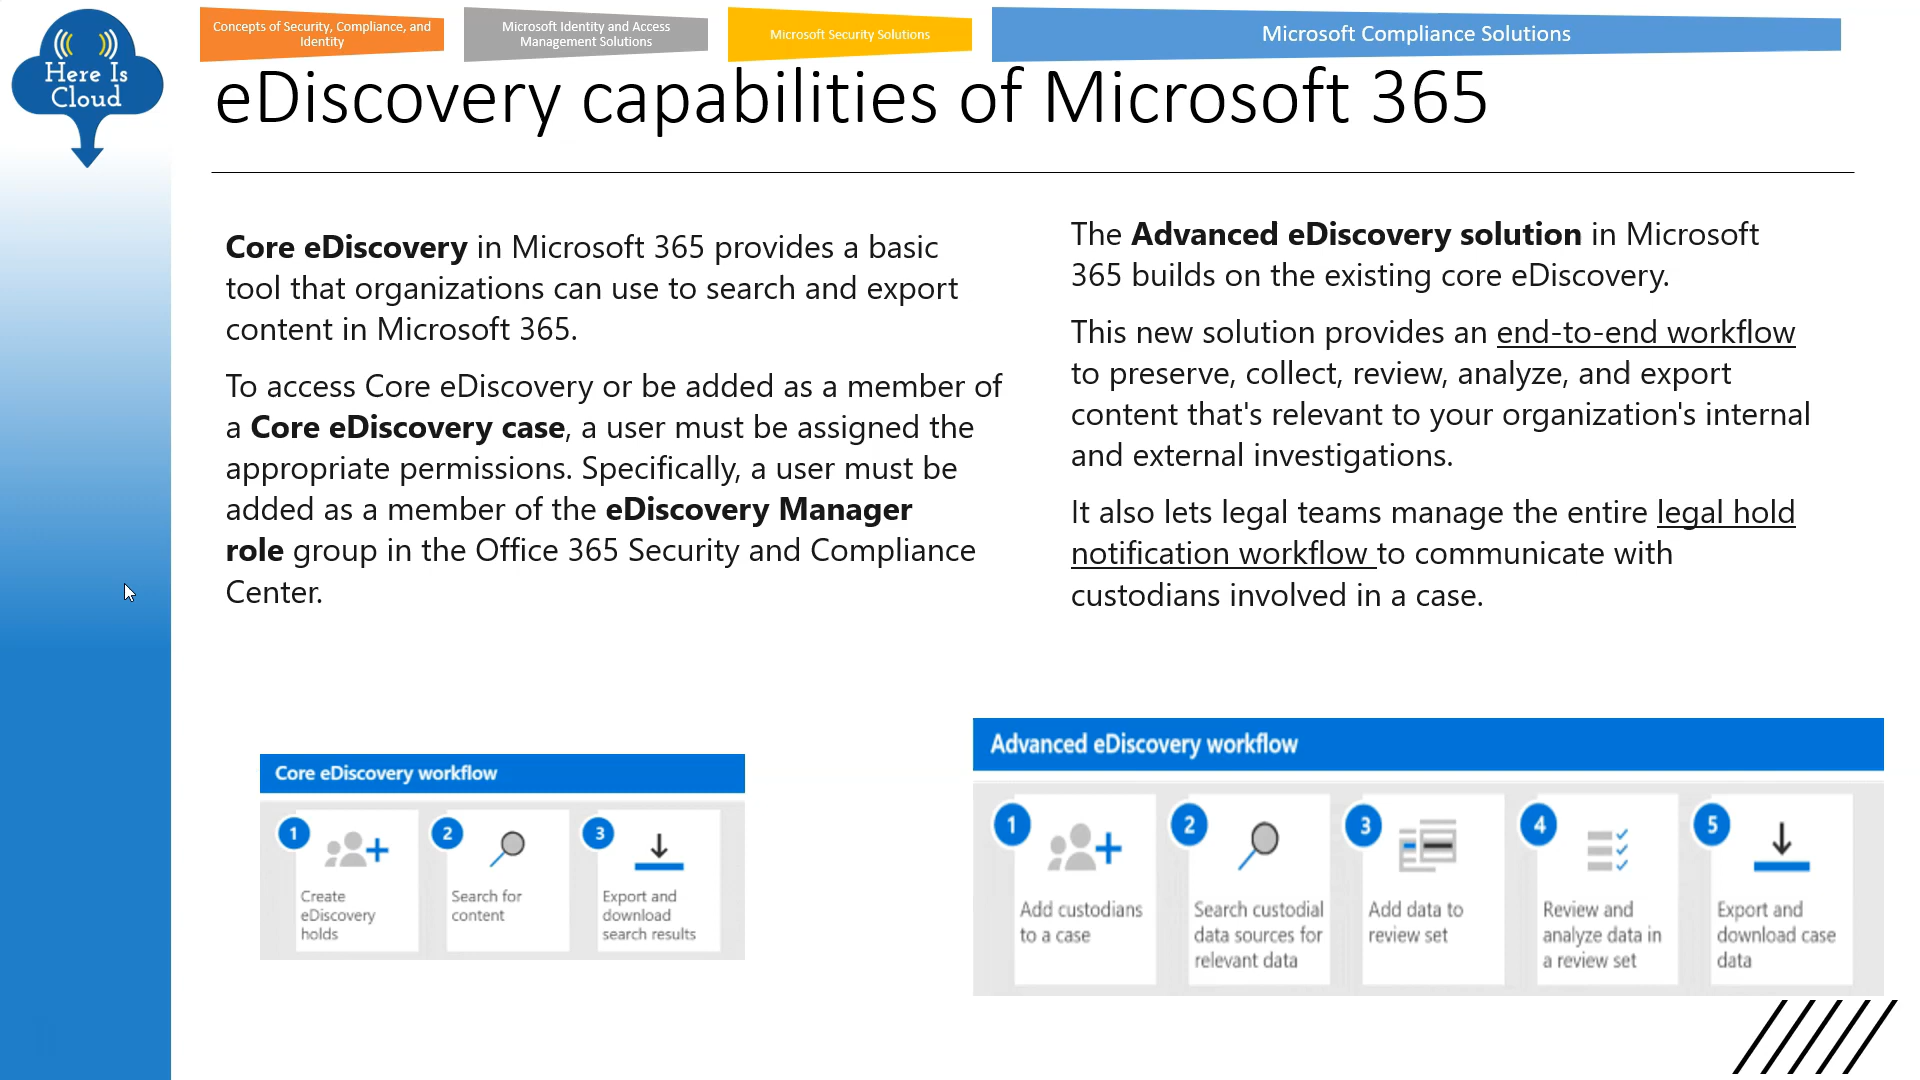 Here Is
Cloud
Concepts of Security, Compliance, and
Identity
Microsoft Identity and Access
Management Solutions
Microsoft Security Solutions
Microsoft Compliance Solutions
eDiscovery capabilities of Microsoft 365
Core eDiscovery in Microsoft 365 provides a basic
tool that organizations can use to search and export
content in Microsoft 365.
To access Core eDiscovery or be added as a member of
a Core eDiscovery case, a user must be assigned the
appropriate permissions. Specifically, a user must be
added as a member of the eDiscovery Manager
role group in the Office 365 Security and Compliance
Center.
The Advanced eDiscovery solution in Microsoft
365 builds on the existing core eDiscovery.
This new solution provides an end-to-end workflow
to preserve, collect, review, analyze, and export
content that's relevant to your organization's internal
and external investigations.
It also lets legal teams manage the entire legal hold
notification workflow to communicate with
custodians involved in a case.
Core eDiscovery workflow
1
Create
eDiscovery
holds
2
Search for
content
3
Export and
download
search results
Advanced eDiscovery workflow
1
Add custodians
to a case
2
Search custodial
data sources for
relevant data
3
Add data to
review set
4
Review and
analyze data in
a review set
5
Export and
download case
data